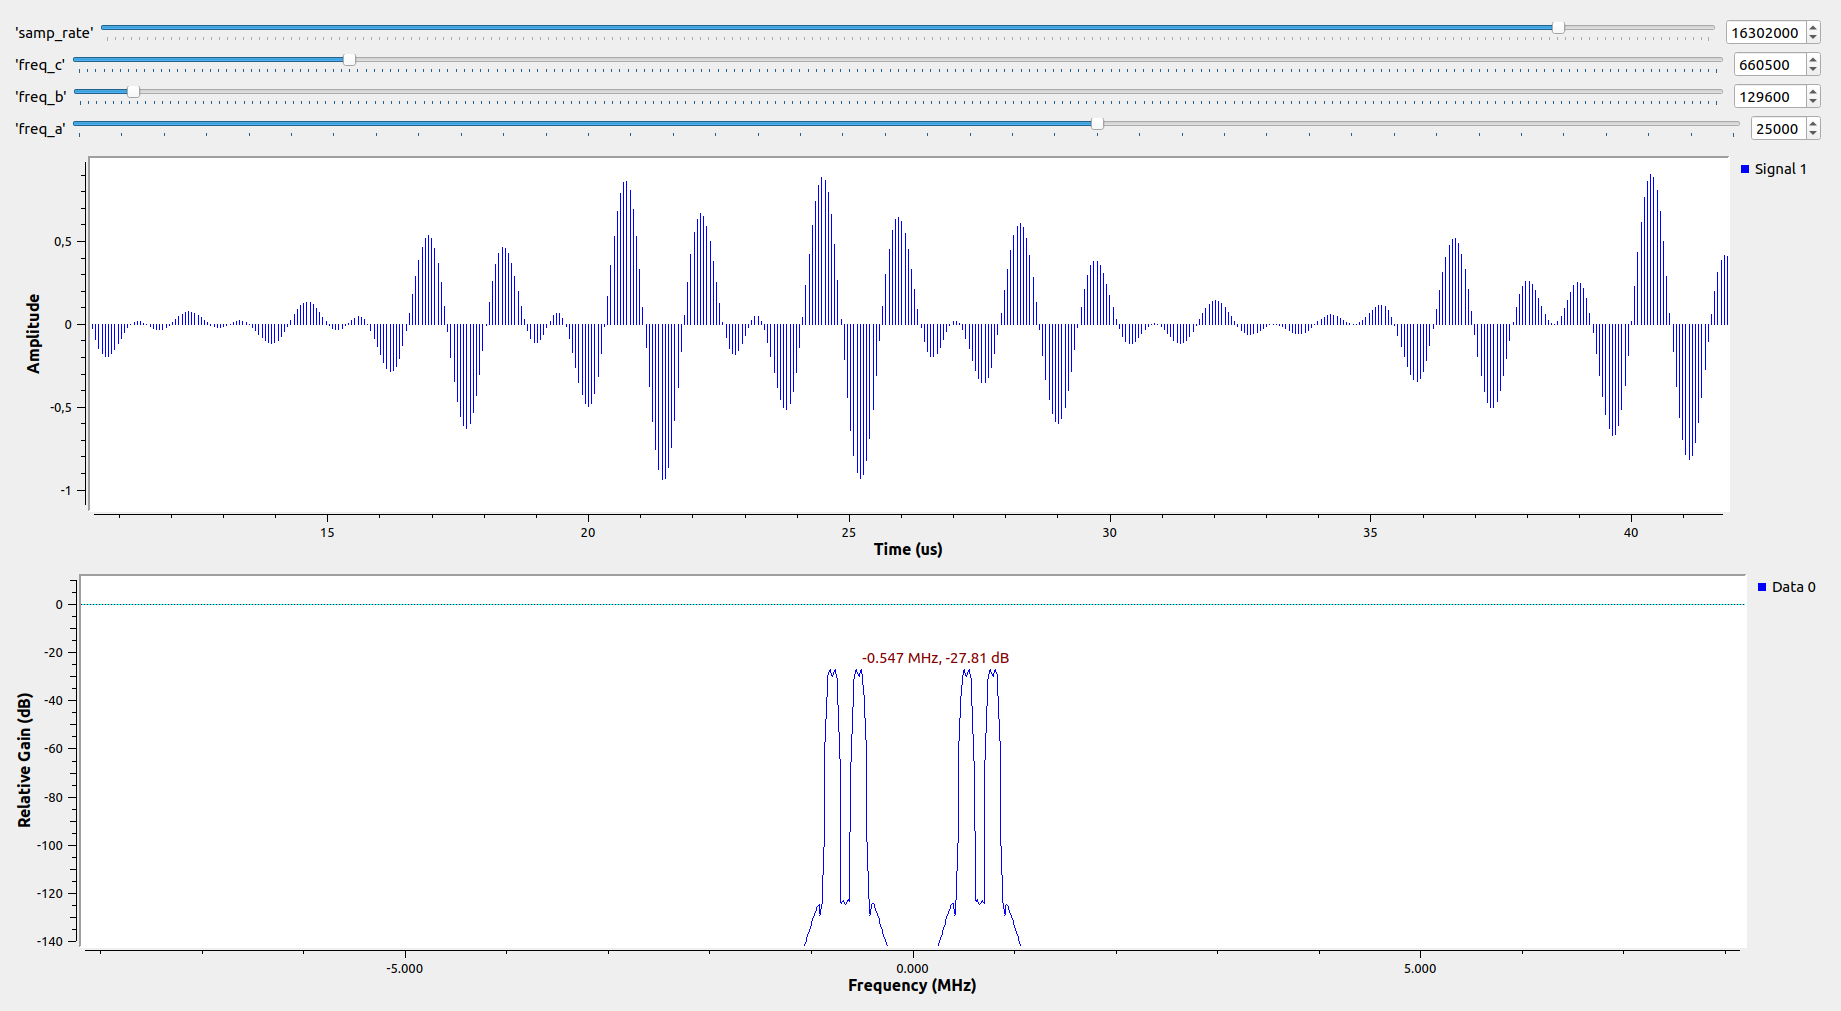 'samp_rate' 16302000
'freq_c' 660500
'freq_b' 129600
'freq_a' 25000
Signal 1
0,5
0
-0,5
-1
Amplitude
15 20 25 30 35 40
Time (us)
Data 0
0
-20
-40
-60
-80
-100
-120
-140
Relative Gain (dB)
-0.547 MHz, -27.81 dB
-5.000 0.000 5.000
Frequency (MHz)